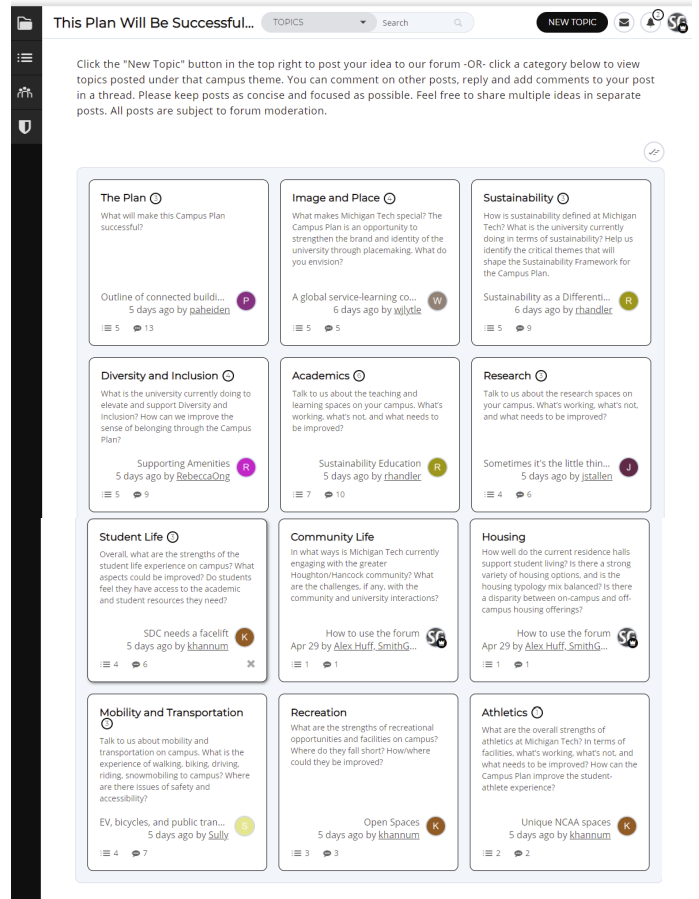 This Plan Will Be Successful...
TOPICS
Search
NEW TOPIC
2
Click the "New Topic" button in the top right to post your idea to our forum -OR- click a category below to view
topics posted under that campus theme. You can comment on other posts, reply and add comments to your post
in a thread. Please keep posts as concise and focused as possible. Feel free to share multiple ideas in separate
posts. All posts are subject to forum moderation.
The Plan 3
What will make this Campus Plan
successful?
Outline of connected buildi...
5 days ago by paheiden
P
5 13
Image and Place 4
What makes Michigan Tech special? The
Campus Plan is an opportunity to
strengthen the brand and identity of the
university through placemaking. What do
you envision?
A global service-learning co...
6 days ago by wjlytle
W
5 5
Sustainability 3
How is sustainability defined at Michigan
Tech? What is the university currently
doing in terms of sustainability? Help us
identify the critical themes that will
shape the Sustainability Framework for
the Campus Plan.
Sustainability as a Differenti...
6 days ago by rhandler
R
5 9
Diversity and Inclusion 4
What is the university currently doing to
elevate and support Diversity and
Inclusion? How can we improve the
sense of belonging through the Campus
Plan?
Supporting Amenities
5 days ago by RebeccaOng
R
5 9
Academics 6
Talk to us about the teaching and
learning spaces on your campus. What's
working, what's not, and what needs to
be improved?
Sustainability Education
5 days ago by rhandler
R
7 10
Research 3
Talk to us about the research spaces on
your campus. What's working, what's not,
and what needs to be improved?
Sometimes it's the little thin...
5 days ago by jstallen
J
4 6
Student Life 3
Overall, what are the strengths of the
student life experience on campus? What
aspects could be improved? Do students
feel they have access to the academic
and student resources they need?
SDC needs a facelift
5 days ago by khannum
K
4 6
Community Life
In what ways is Michigan Tech currently
engaging with the greater
Houghton/Hancock community? What
are the challenges, if any, with the
community and university interactions?
How to use the forum
Apr 29 by Alex Huff, SmithG...
SG
1 1
Housing
How well do the current residence halls
support student living? Is there a strong
variety of housing options, and is the
housing typology mix balanced? Is there
a disparity between on-campus and off-
campus housing offerings?
How to use the forum
Apr 29 by Alex Huff, SmithG...
SG
1 1
Mobility and Transportation
3
Talk to us about mobility and
transportation on campus. What is the
experience of walking, biking, driving,
riding, snowmobiling to campus? Where
are there issues of safety and
accessibility?
EV, bicycles, and public tran...
5 days ago by Sully
S
4 7
Recreation
What are the strengths of recreational
opportunities and facilities on campus?
Where do they fall short? How/where
could they be improved?
Open Spaces
5 days ago by khannum
K
3 3
Athletics 1
What are the overall strengths of
athletics at Michigan Tech? In terms of
facilities, what's working, what's not, and
what needs to be improved? How can the
Campus Plan improve the student-
athlete experience?
Unique NCAA spaces
5 days ago by khannum
K
2 2